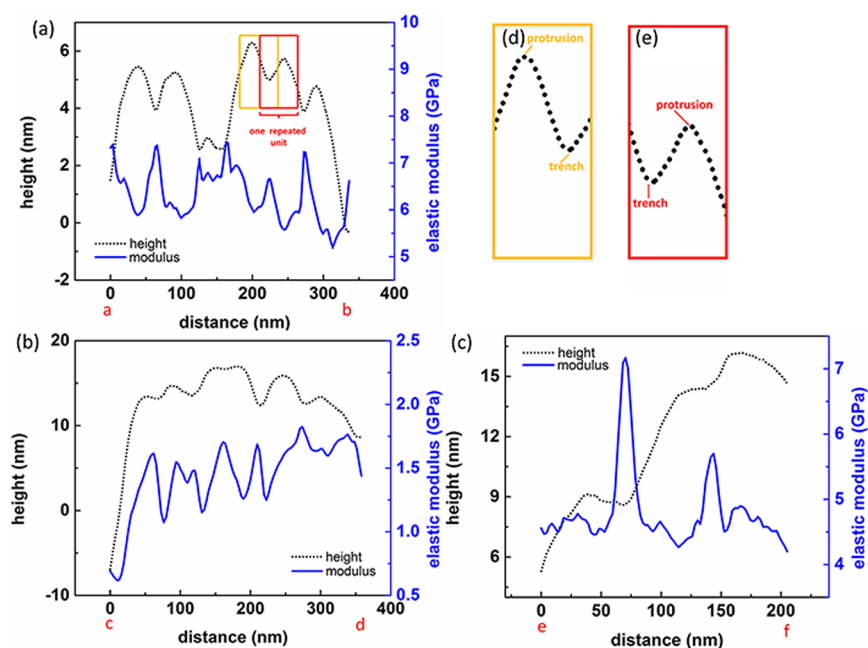 (a)
height (nm)
6
4
2
0
-2
one repeated
unit
height
modulus
0 100 200 300 400
a
b
distance (nm)
10
9
8
7
6
5
elastic modulus (GPa)
(d)
protrusion
trench
(e)
protrusion
trench
(b)
height (nm)
20
10
0
-10
height
modulus
0 100 200 300 400
c
d
distance (nm)
2.5
2.0
1.5
1.0
0.5
elastic modulus (GPa)
(c)
height (nm)
15
12
9
6
height
modulus
0 50 100 150 200
e
f
distance (nm)
7
6
5
4
elastic modulus (GPa)